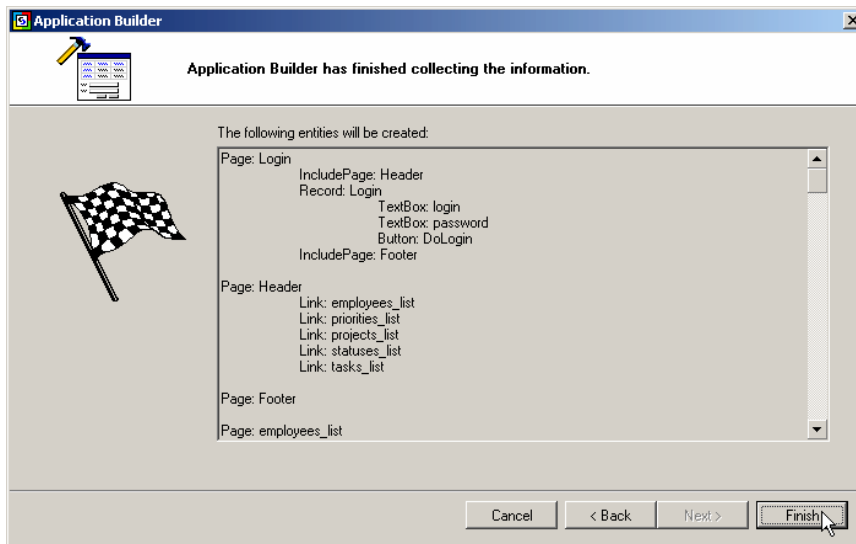 Application Builder
Application Builder has finished collecting the information.
The following entities will be created:
Page: Login
IncludePage: Header
Record: Login
TextBox: login
TextBox: password
Button: DoLogin
IncludePage: Footer
Page: Header
Link: employees_list
Link: priorities_list
Link: projects_list
Link: statuses_list
Link: tasks_list
Page: Footer
Page: employees_list
Cancel
< Back
Next >
Finish